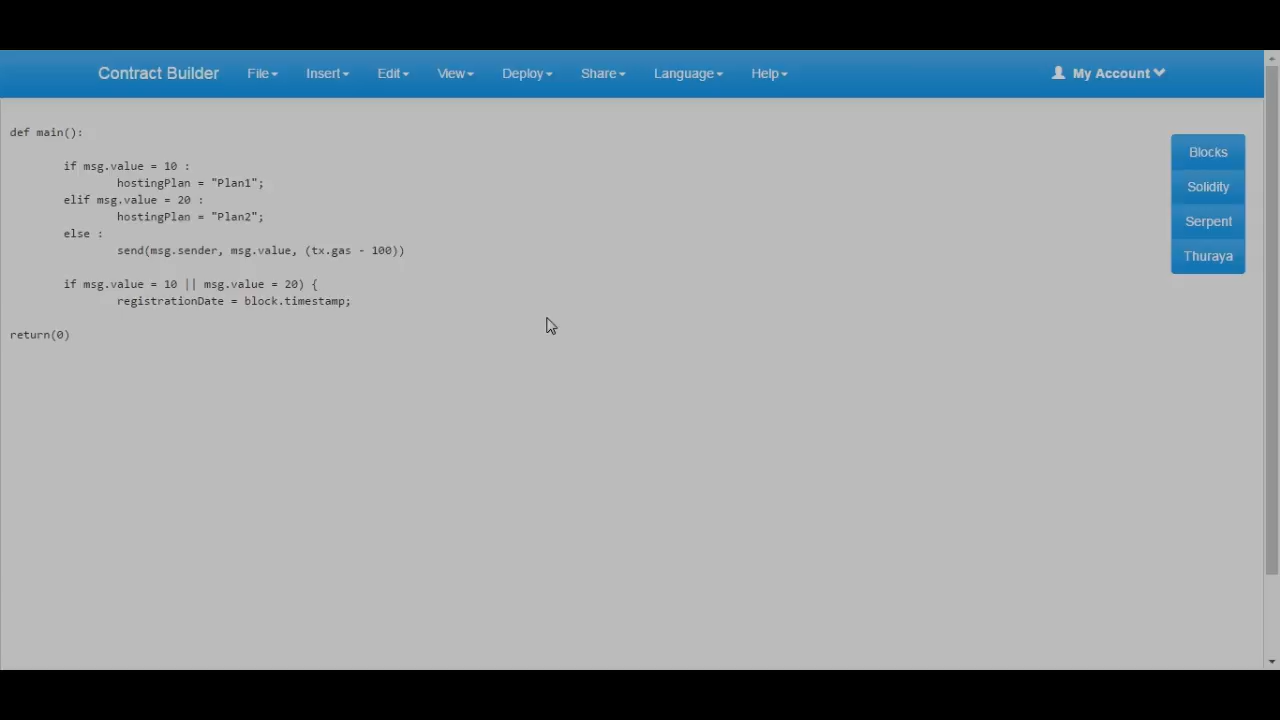 Contract Builder File Insert Edit View Deploy Share Language Help My Account
def main():
if msg.value = 10 :
hostingPlan = "Plan1";
elif msg.value = 20 :
hostingPlan = "Plan2";
else :
send(msg.sender, msg.value, (tx.gas - 100))
if msg.value = 10 || msg.value = 20) {
registrationDate = block.timestamp;
return(0)
Blocks
Solidity
Serpent
Thuraya